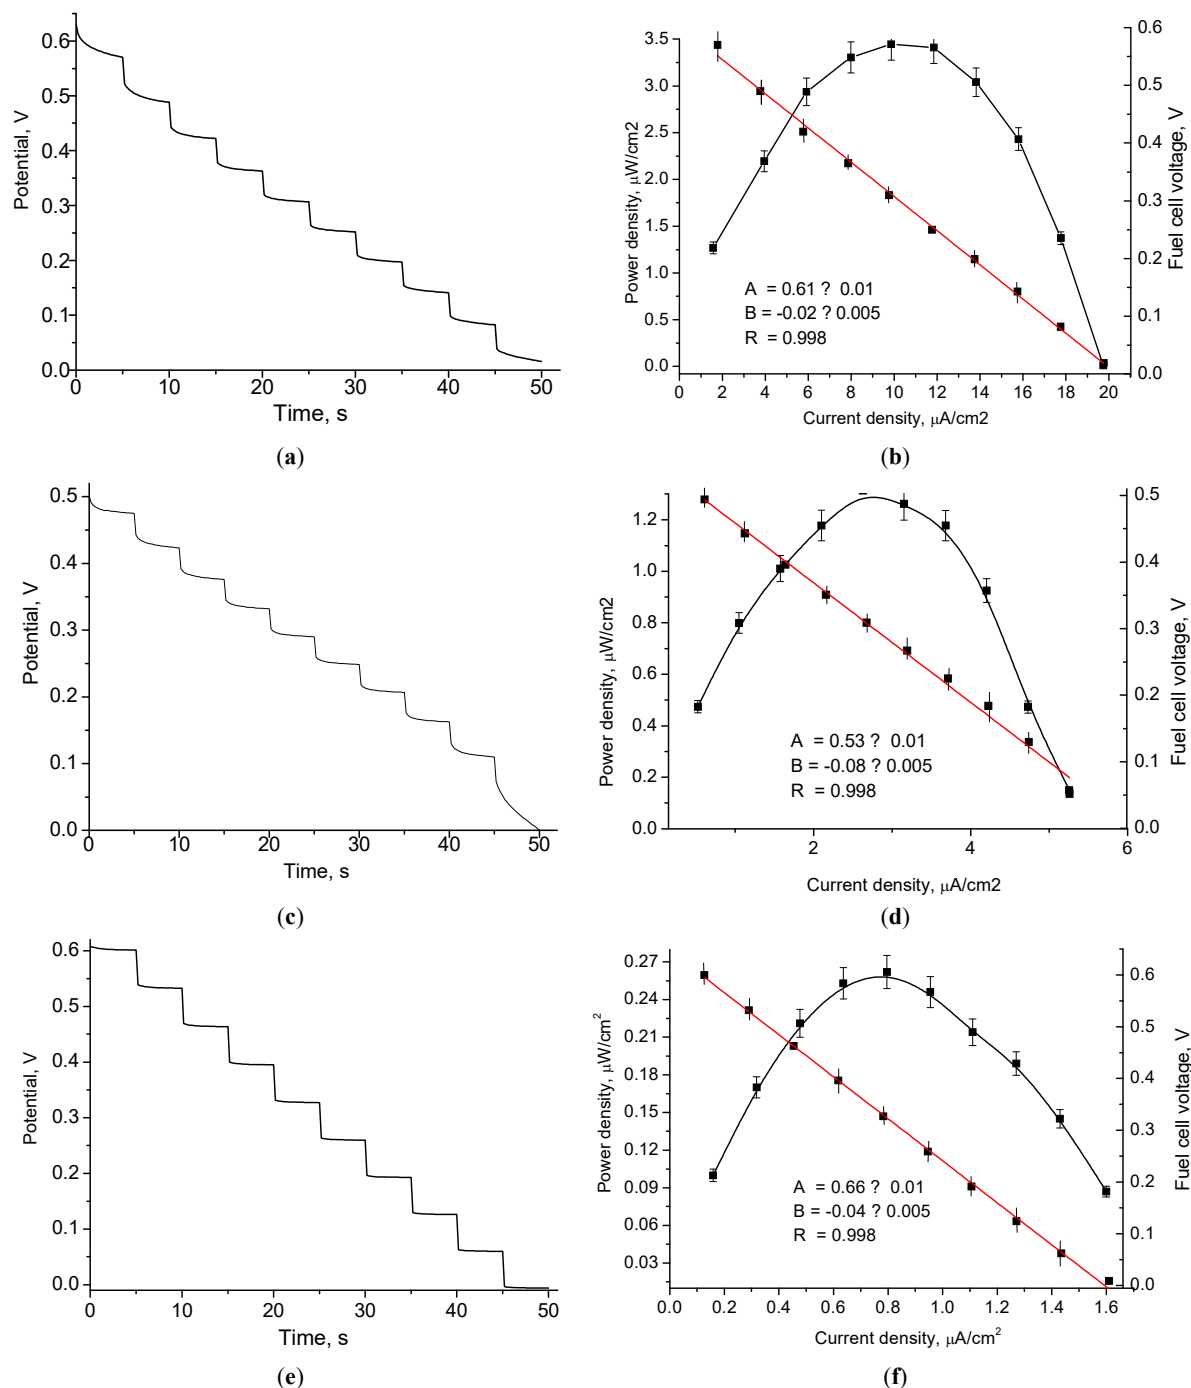 0.6
0.5
0.4
0.3
0.2
0.1
0.0
Potential, V
0 10 20 30 40 50
Time, s
(a)
3.5
3.0
2.5
2.0
1.5
1.0
0.5
0.0
Power density, μW/cm2
0.6
0.5
0.4
0.3
0.2
0.1
0.0
Fuel cell voltage, V
A = 0.61 ? 0.01
B = -0.02 ? 0.005
R = 0.998
0 2 4 6 8 10 12 14 16 18 20
Current density, μA/cm2
(b)
0.5
0.4
0.3
0.2
0.1
0.0
Potential, V
0 10 20 30 40 50
Time, s
(c)
1.2
1.0
0.8
0.6
0.4
0.2
0.0
Power density, μW/cm2
0.5
0.4
0.3
0.2
0.1
0.0
Fuel cell voltage, V
A = 0.53 ? 0.01
B = -0.08 ? 0.005
R = 0.998
2 4 6
Current density, μA/cm2
(d)
0.6
0.5
0.4
0.3
0.2
0.1
0.0
Potential, V
0 10 20 30 40 50
Time, s
(e)
0.27
0.24
0.21
0.18
0.15
0.12
0.09
0.06
0.03
Power density, μW/cm²
0.6
0.5
0.4
0.3
0.2
0.1
0.0
Fuel cell voltage, V
A = 0.66 ? 0.01
B = -0.04 ? 0.005
R = 0.998
0.0 0.2 0.4 0.6 0.8 1.0 1.2 1.4 1.6
Current density, μA/cm²
(f)